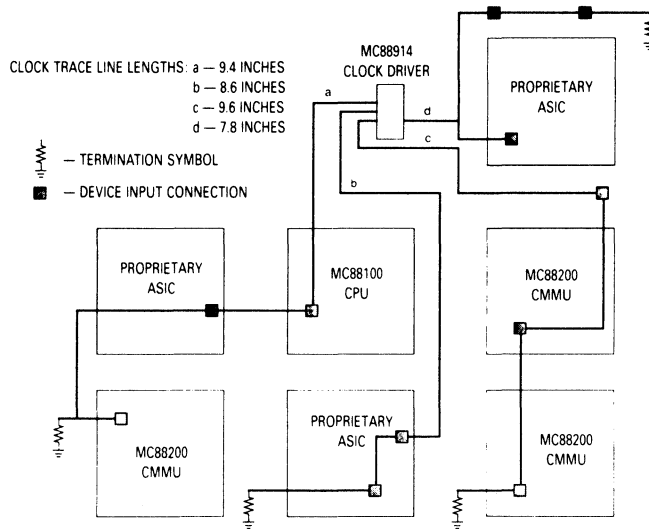 CLOCK TRACE LINE LENGTHS: a — 9.4 INCHES
b — 8.6 INCHES
c — 9.6 INCHES
d — 7.8 INCHES
— TERMINATION SYMBOL
— DEVICE INPUT CONNECTION
MC88914
CLOCK DRIVER
a
b
c
d
PROPRIETARY
ASIC
PROPRIETARY
ASIC
MC88100
CPU
MC88200
CMMU
MC88200
CMMU
PROPRIETARY
ASIC
MC88200
CMMU